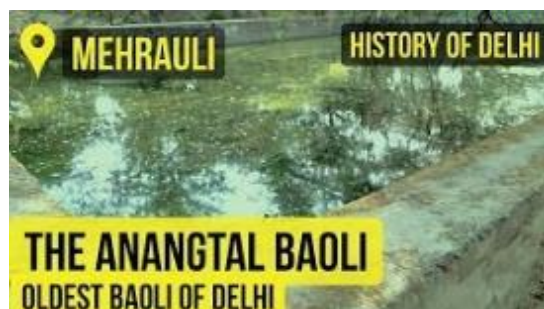 MEHRAULI
HISTORY OF DELHI
THE ANANGTAL BAOLI
OLDEST BAOLI OF DELHI